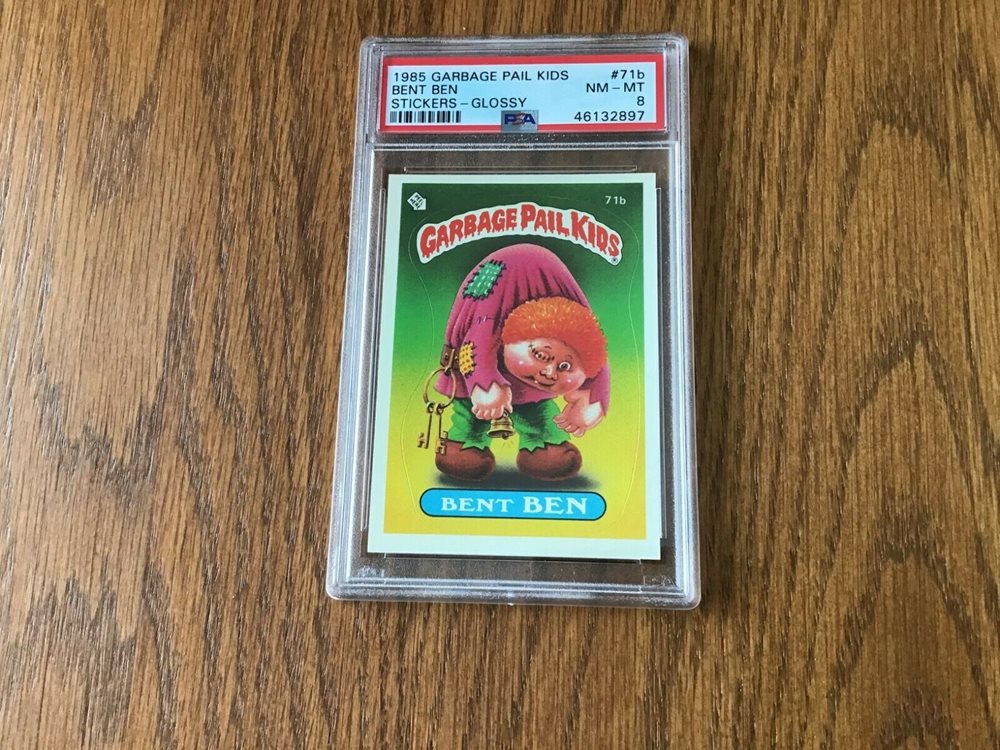 1985 GARBAGE PAIL KIDS #71b
BENT BEN NM - MT
STICKERS - GLOSSY 8
PSA 46132897
71b
GARBAGE PAIL KIDS
BENT BEN